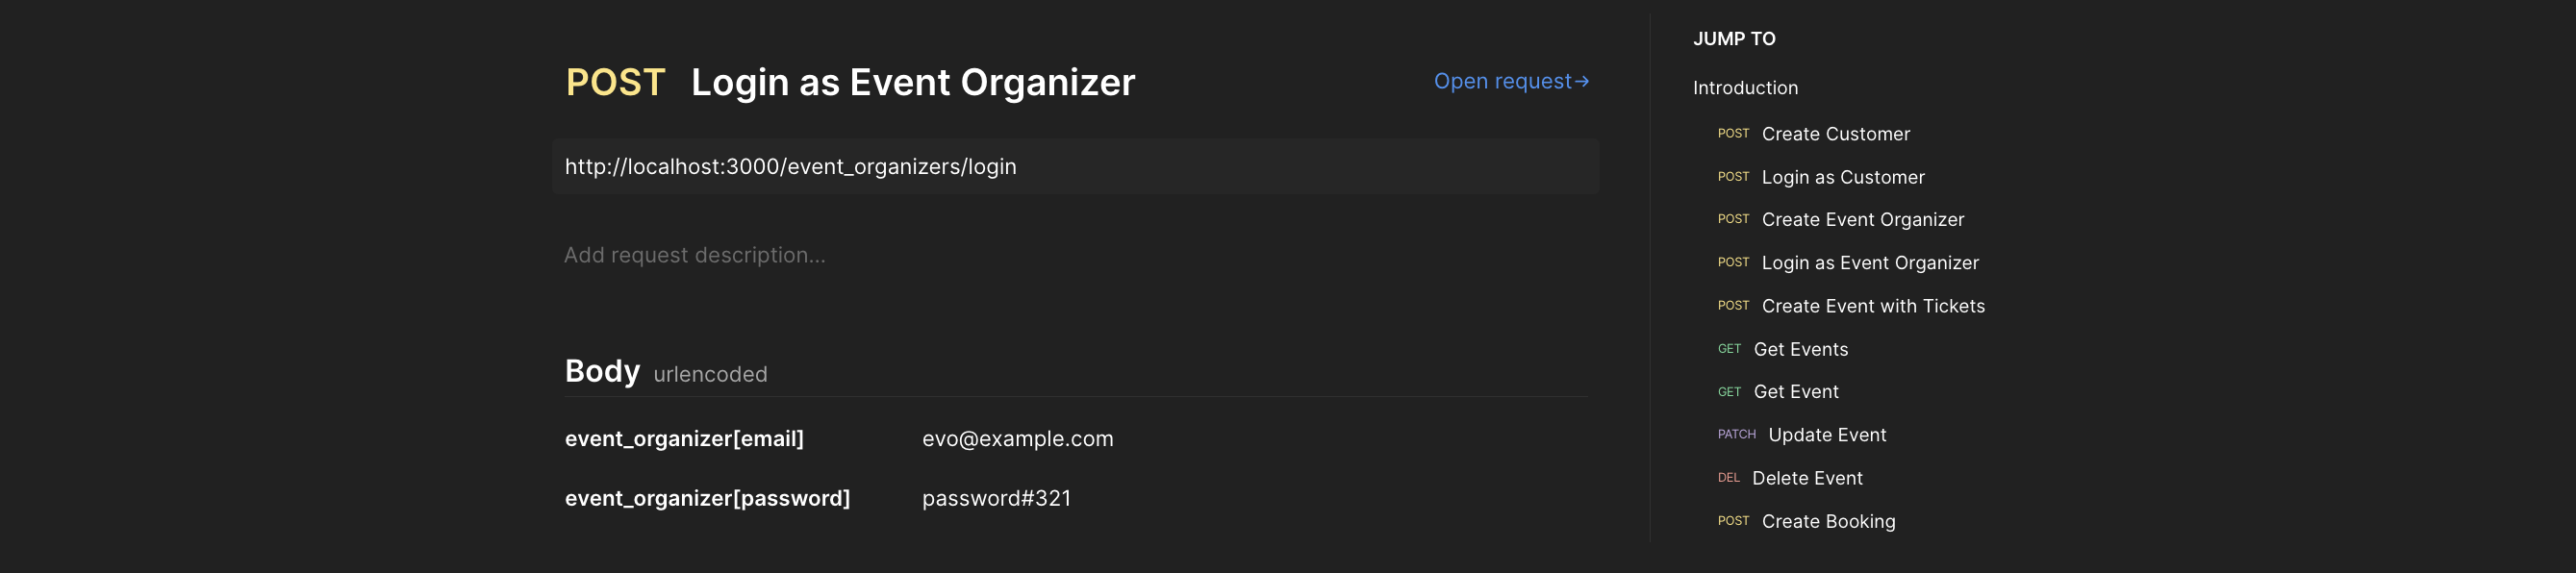 POST Login as Event Organizer
Open request→
http://localhost:3000/event_organizers/login
Add request description...
Body urlencoded
event_organizer[email] evo@example.com
event_organizer[password] password#321
JUMP TO
Introduction
POST Create Customer
POST Login as Customer
POST Create Event Organizer
POST Login as Event Organizer
POST Create Event with Tickets
GET Get Events
GET Get Event
PATCH Update Event
DEL Delete Event
POST Create Booking